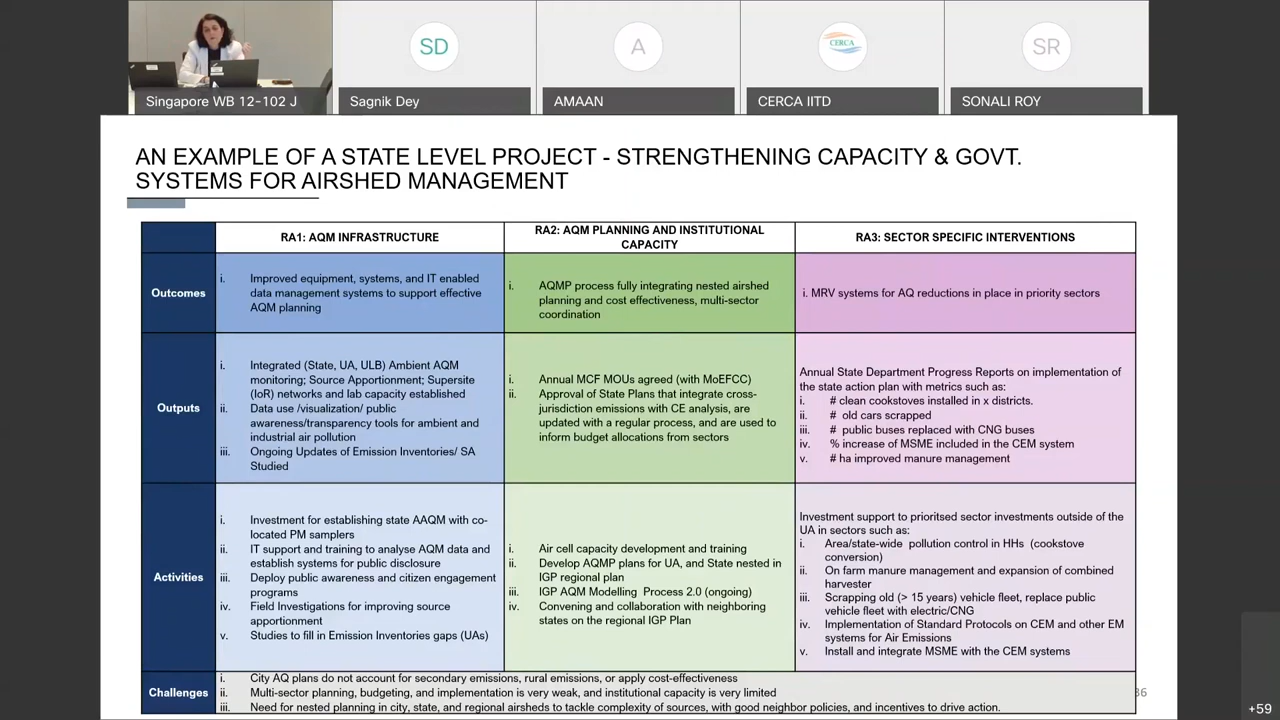 SD
A
CERCA
SR
Singapore WB 12-102 J
Sagnik Dey
AMAAN
CERCA IITD
SONALI ROY
AN EXAMPLE OF A STATE LEVEL PROJECT - STRENGTHENING CAPACITY & GOVT.
SYSTEMS FOR AIRSHED MANAGEMENT
RA1: AQM INFRASTRUCTURE
RA2: AQM PLANNING AND INSTITUTIONAL
CAPACITY
RA3: SECTOR SPECIFIC INTERVENTIONS
Outcomes
i. Improved equipment, systems, and IT enabled
data management systems to support effective
AQM planning
i. AQMP process fully integrating nested airshed
planning and cost effectiveness, multi-sector
coordination
i. MRV systems for AQ reductions in place in priority sectors
Outputs
i. Integrated (State, UA, ULB) Ambient AQM
monitoring; Source Apportionment; Supersite
(IoR) networks and lab capacity established
ii. Data use /visualization/ public
awareness/transparency tools for ambient and
industrial air pollution
iii. Ongoing Updates of Emission Inventories/ SA
Studied
i. Annual MCF MOUs agreed (with MoEFCC)
ii. Approval of State Plans that integrate cross-
jurisdiction emissions with CE analysis, are
updated with a regular process, and are used to
inform budget allocations from sectors
Annual State Department Progress Reports on implementation of
the state action plan with metrics such as:
i. # clean cookstoves installed in x districts.
ii. # old cars scrapped
iii. # public buses replaced with CNG buses
iv. % increase of MSME included in the CEM system
v. # ha improved manure management
Activities
i. Investment for establishing state AAQM with co-
located PM samplers
ii. IT support and training to analyse AQM data and
establish systems for public disclosure
iii. Deploy public awareness and citizen engagement
programs
iv. Field Investigations for improving source
apportionment
v. Studies to fill in Emission Inventories gaps (UAs)
i. Air cell capacity development and training
ii. Develop AQMP plans for UA, and State nested in
IGP regional plan
iii. IGP AQM Modelling Process 2.0 (ongoing)
iv. Convening and collaboration with neighboring
states on the regional IGP Plan
Investment support to prioritised sector investments outside of the
UA in sectors such as:
i. Area/state-wide pollution control in HHs (cookstove
conversion)
ii. On farm manure management and expansion of combined
harvester
iii. Scrapping old (> 15 years) vehicle fleet, replace public
vehicle fleet with electric/CNG
iv. Implementation of Standard Protocols on CEM and other EM
systems for Air Emissions
v. Install and integrate MSME with the CEM systems
Challenges
i. City AQ plans do not account for secondary emissions, rural emissions, or apply cost-effectiveness
ii. Multi-sector planning, budgeting, and implementation is very weak, and institutional capacity is very limited
iii. Need for nested planning in city, state, and regional airsheds to tackle complexity of sources, with good neighbor policies, and incentives to drive action.
36
+59